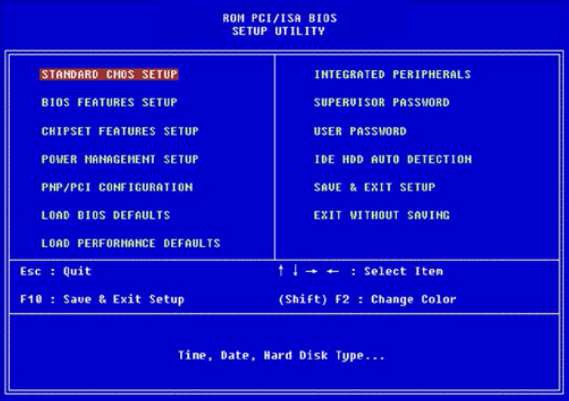 ROM PCI/ISA BIOS
SETUP UTILITY
STANDARD CMOS SETUP
BIOS FEATURES SETUP
CHIPSET FEATURES SETUP
POWER MANAGEMENT SETUP
PNP/PCI CONFIGURATION
LOAD BIOS DEFAULTS
LOAD PERFORMANCE DEFAULTS
INTEGRATED PERIPHERALS
SUPERVISOR PASSWORD
USER PASSWORD
IDE HDD AUTO DETECTION
SAVE & EXIT SETUP
EXIT WITHOUT SAVING
Esc : Quit
F10 : Save & Exit Setup
↑ ↓ → ← : Select Item
(Shift) F2 : Change Color
Time, Date, Hard Disk Type...